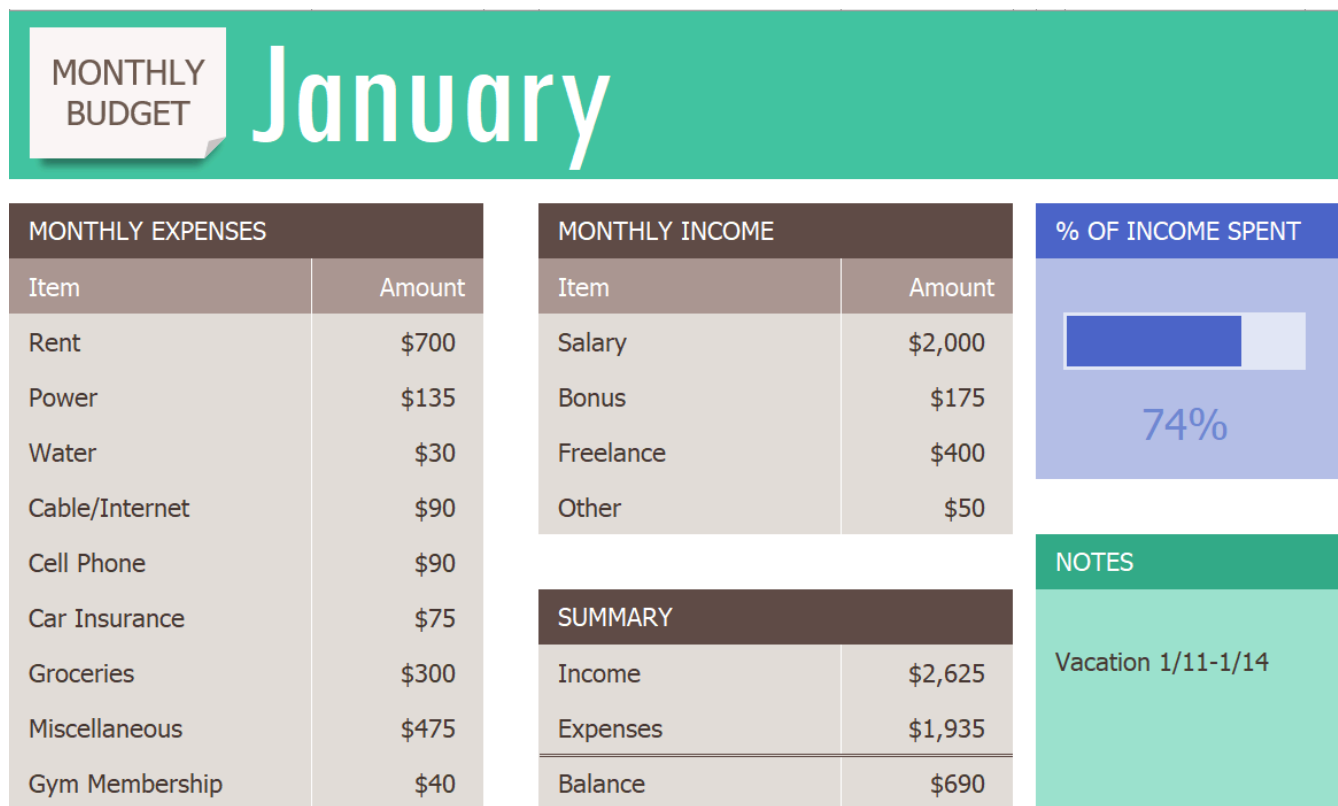 MONTHLY
BUDGET
January
MONTHLY EXPENSES
Item Amount
Rent $700
Power $135
Water $30
Cable/Internet $90
Cell Phone $90
Car Insurance $75
Groceries $300
Miscellaneous $475
Gym Membership $40
MONTHLY INCOME
Item Amount
Salary $2,000
Bonus $175
Freelance $400
Other $50
SUMMARY
Income $2,625
Expenses $1,935
Balance $690
% OF INCOME SPENT
74%
NOTES
Vacation 1/11-1/14